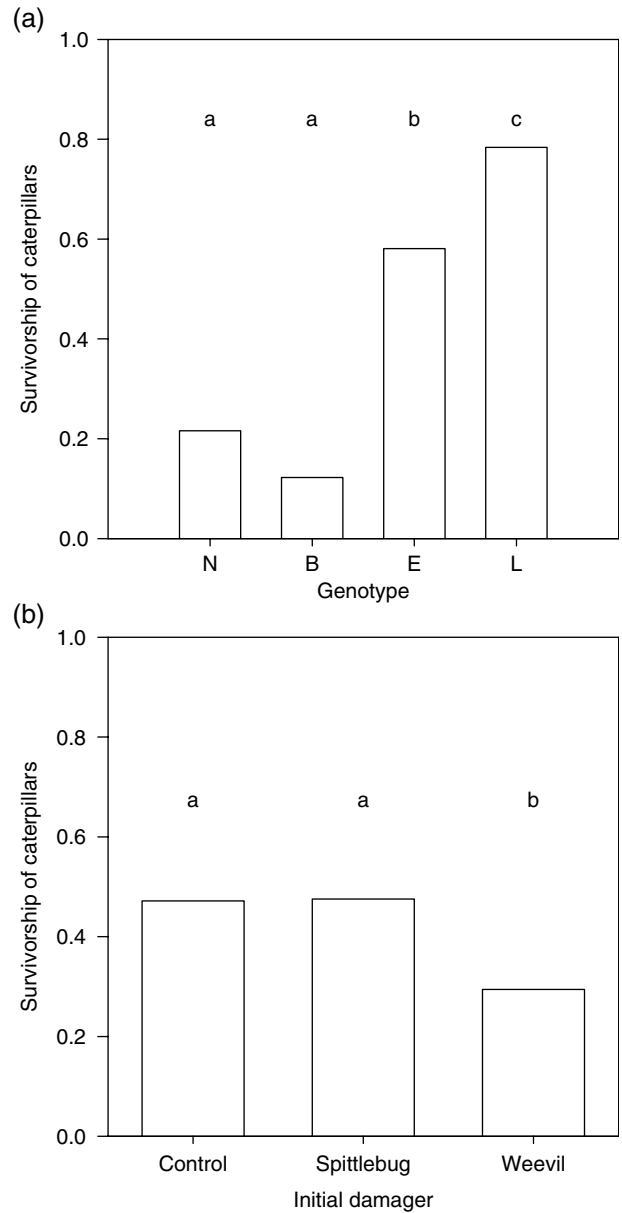 (a)
1.0
0.8
0.6
0.4
0.2
0.0
Survivorship of caterpillars
a a b c
N B E L
Genotype
(b)
1.0
0.8
0.6
0.4
0.2
0.0
Survivorship of caterpillars
a a b
Control Spittlebug Weevil
Initial damager